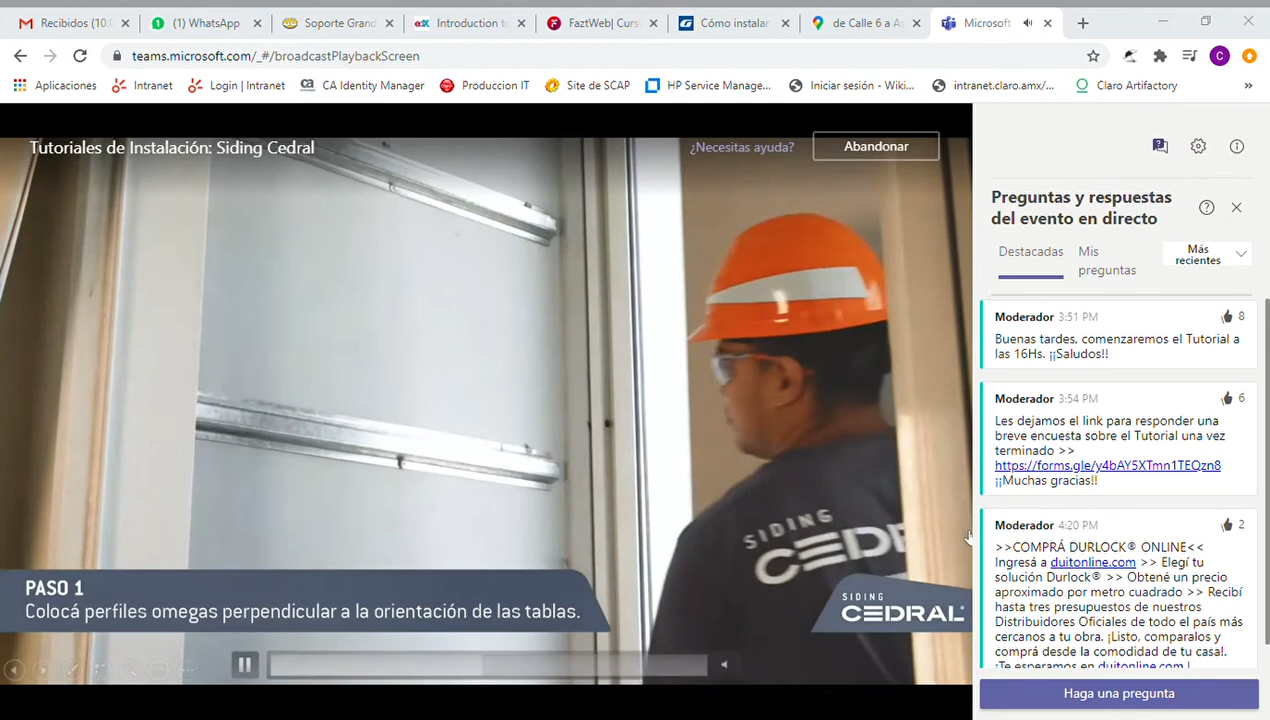 Recibidos (10.0
(1) WhatsApp
Soporte Grand
Introduction to
FaztWeb| Curs
Cómo instalar
de Calle 6 a As
Microsoft
teams.microsoft.com/_#/broadcastPlaybackScreen
Aplicaciones
Intranet
Login | Intranet
CA Identity Manager
Produccion IT
Site de SCAP
HP Service Manage...
Iniciar sesión - Wiki...
intranet.claro.amx/...
Claro Artifactory
»
Tutoriales de Instalación: Siding Cedral
¿Necesitas ayuda?
Abandonar
SIDING
CEDRAL
PASO 1
Colocá perfiles omegas perpendicular a la orientación de las tablas.
SIDING
CEDRAL®
Preguntas y respuestas
del evento en directo
Destacadas
Mis
preguntas
Más
recientes
Moderador 3:51 PM 8
Buenas tardes, comenzaremos el Tutorial a
las 16Hs. ¡¡Saludos!!
Moderador 3:54 PM 6
Les dejamos el link para responder una
breve encuesta sobre el Tutorial una vez
terminado >>
https://forms.gle/y4bAY5XTmn1TEQzn8
¡¡Muchas gracias!!
Moderador 4:20 PM 2
>>COMPRÁ DURLOCK® ONLINE<<
Ingresá a duitonline.com >> Elegí tu
solución Durlock® >> Obtené un precio
aproximado por metro cuadrado >> Recibí
hasta tres presupuestos de nuestros
Distribuidores Oficiales de todo el país más
cercanos a tu obra. ¡Listo, comparalos y
comprá desde la comodidad de tu casa!.
¡Te esperamos en duitonline.com |
Haga una pregunta